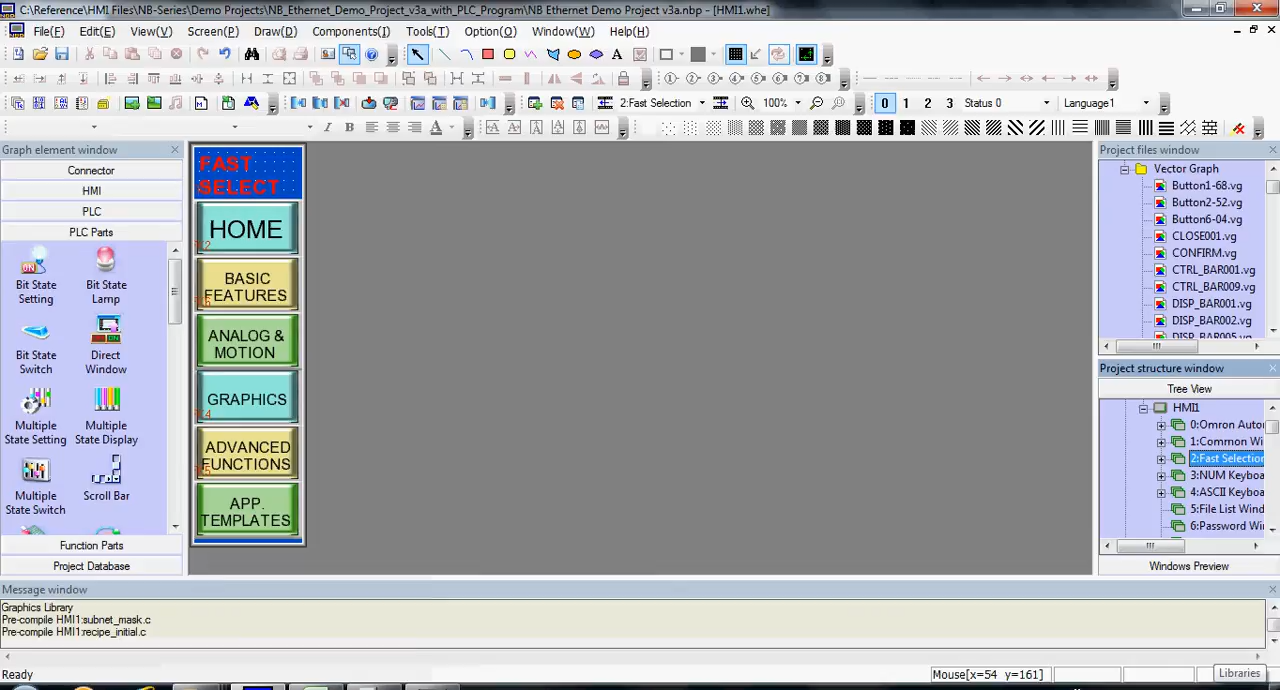 C:\Reference\HMI Files\NB-Series\Demo Projects\NB_Ethernet_Demo_Project_v3a_with_PLC_Program\NB Ethernet Demo Project v3a.nbp - [HMI1.whe]
File(F) Edit(E) View(V) Screen(P) Draw(D) Components(I) Tools(T) Option(O) Window(W) Help(H)
2:Fast Selection 100% 0 1 2 3 Status 0 Language1
Graph element window
Connector
HMI
PLC
PLC Parts
Bit State Setting
Bit State Lamp
Bit State Switch
Direct Window
Multiple State Setting
Multiple State Display
Multiple State Switch
Scroll Bar
Function Parts
Project Database
FAST
SELECT
HOME
BASIC
FEATURES
ANALOG &
MOTION
GRAPHICS
ADVANCED
FUNCTIONS
APP.
TEMPLATES
Project files window
Vector Graph
Button1-68.vg
Button2-52.vg
Button6-04.vg
CLOSE001.vg
CONFIRM.vg
CTRL_BAR001.vg
CTRL_BAR009.vg
DISP_BAR001.vg
DISP_BAR002.vg
DISP_BAR005.vg
Project structure window
Tree View
HMI1
0:Omron Auto
1:Common Wi
2:Fast Selection
3:NUM Keyboa
4:ASCII Keyboa
5:File List Wind
6:Password Wi
Windows Preview
Message window
Graphics Library
Pre-compile HMI1:subnet_mask.c
Pre-compile HMI1:recipe_initial.c
Ready
Mouse[x=54 y=161]
Libraries